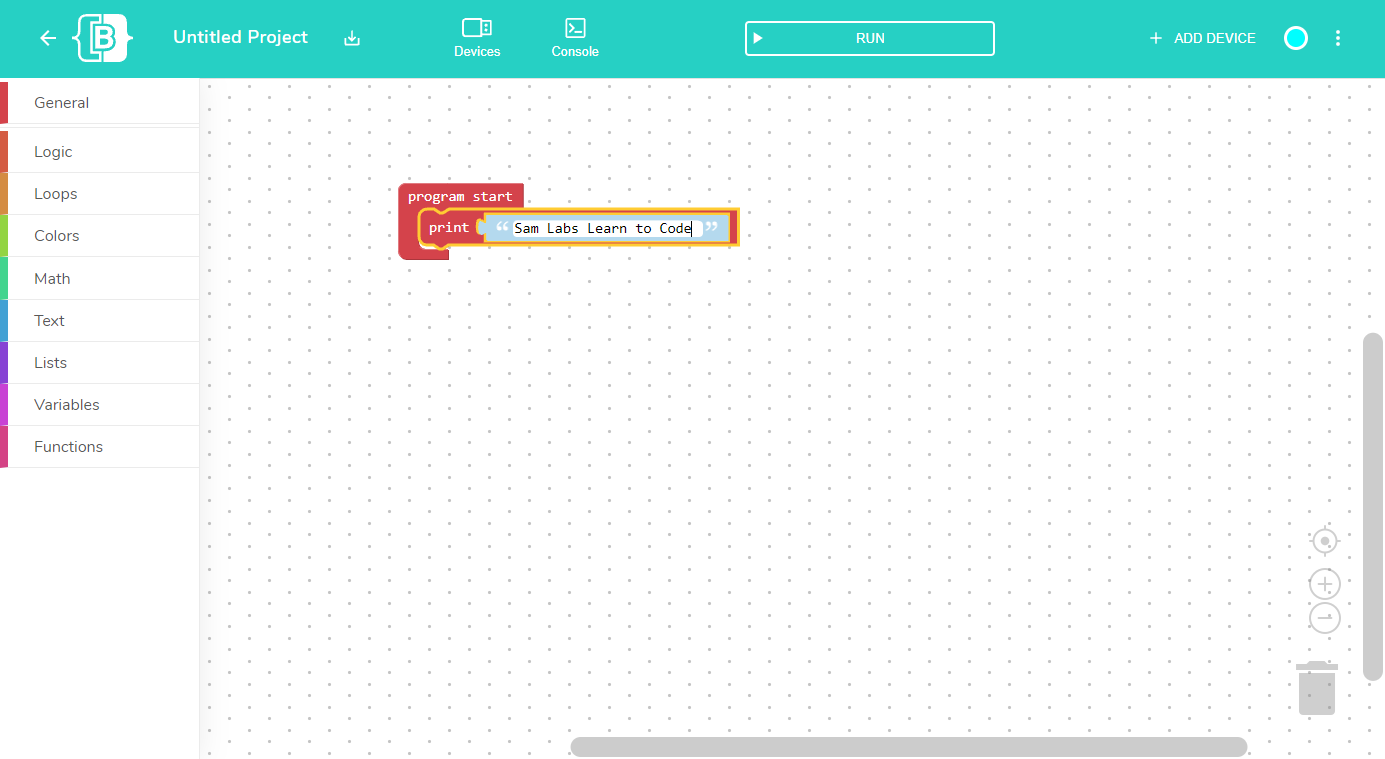 B
Untitled Project
Devices
Console
RUN
+ ADD DEVICE
General
Logic
Loops
Colors
Math
Text
Lists
Variables
Functions
program start
print “ Sam Labs Learn to Code ”